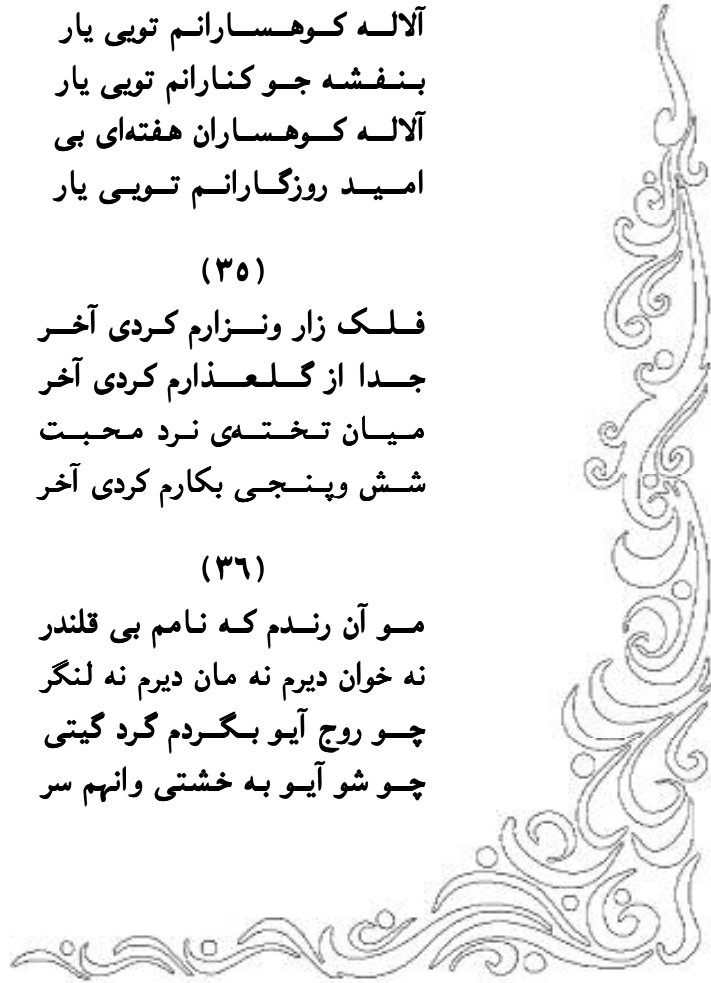 آلاله کوهسارانم تویی یار
بنفشه جو کنارانم تویی یار
آلاله کوهساران هفته‌ای بی
امید روزگارانم تویی یار
(۳۵)
فلک زار ونزارم کردی آخر
جدا از گلعذارم کردی آخر
میان تخته‌ی نرد محبت
شش وپنجی بکارم کردی آخر
(۳۶)
مو آن رندم که نامم بی قلندر
نه خوان دیرم نه مان دیرم نه لنگر
چو روج آیو بگردم گرد گیتی
چو شو آیو به خشتی وانهم سر